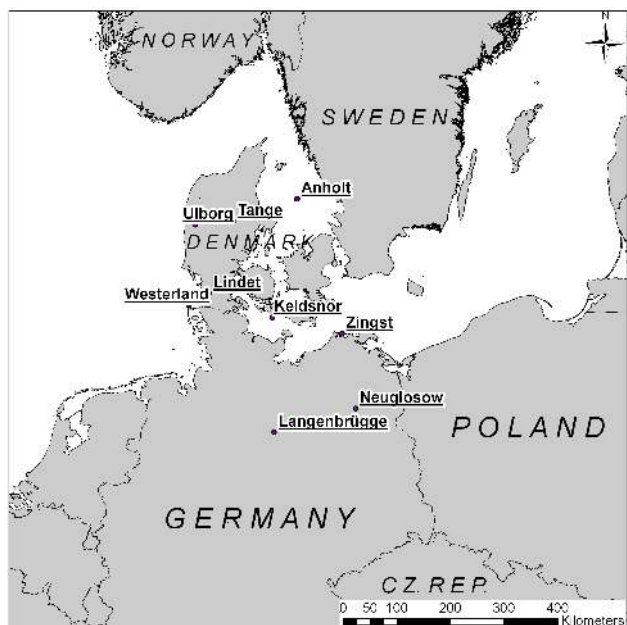 N
NORWAY
SWEDEN
Anholt
Ulborg
Tange
DENMARK
Lindet
Westerland
Keldsnor
Zingst
Neuglosow
Langenbrügge
POLAND
GERMANY
CZ. REP.
0 25 50 100 200 300 400
Kilometers